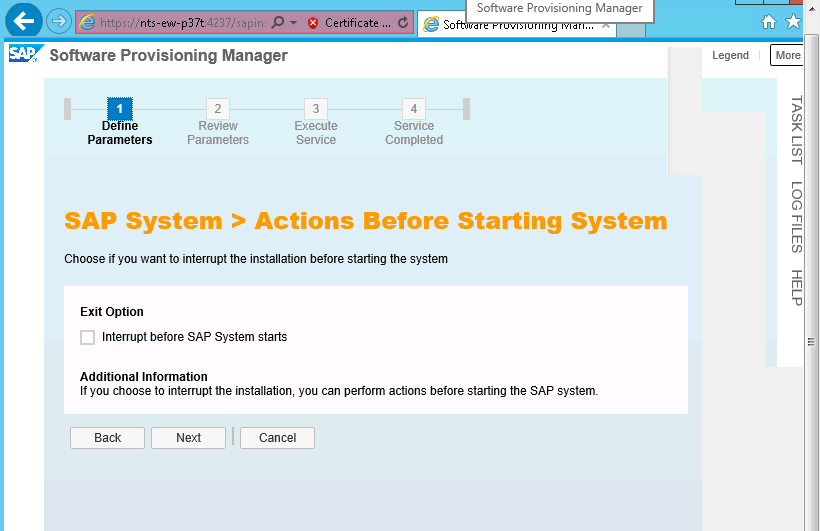 Software Provisioning Manager
https://nts-ew-p37t:4237/sapin
Certificate ...
Software Provisioning Man...
SAP Software Provisioning Manager
Legend
More
1
2
3
4
Define Parameters
Review Parameters
Execute Service
Service Completed
TASK LIST
LOG FILES
HELP
SAP System > Actions Before Starting System
Choose if you want to interrupt the installation before starting the system
Exit Option
Interrupt before SAP System starts
Additional Information
If you choose to interrupt the installation, you can perform actions before starting the SAP system.
Back
Next
Cancel